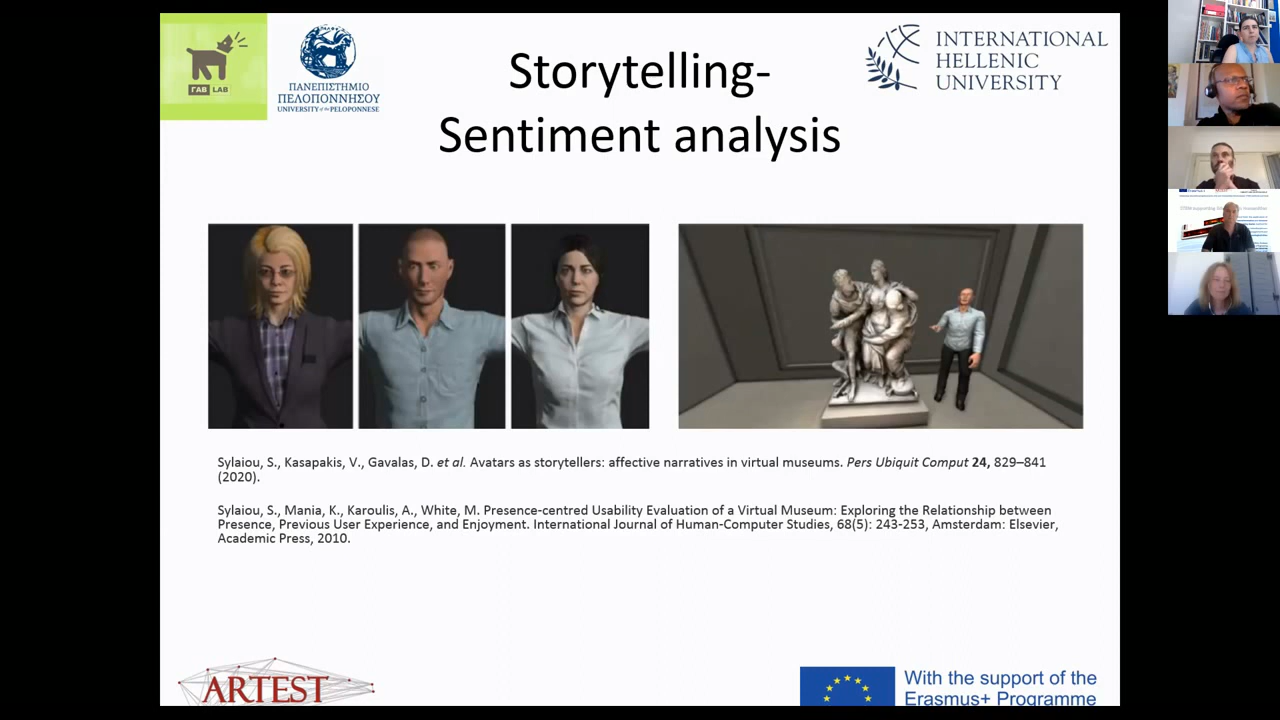 ΓΑΒ LAB
ΠΑΝΕΠΙΣΤΗΜΙΟ
ΠΕΛΟΠΟΝΝΗΣΟΥ
UNIVERSITY of the PELOPONNESE
Storytelling-
Sentiment analysis
INTERNATIONAL
HELLENIC
UNIVERSITY
Sylaiou, S., Kasapakis, V., Gavalas, D. et al. Avatars as storytellers: affective narratives in virtual museums. Pers Ubiquit Comput 24, 829–841
(2020).
Sylaiou, S., Mania, K., Karoulis, A., White, M. Presence-centred Usability Evaluation of a Virtual Museum: Exploring the Relationship between
Presence, Previous User Experience, and Enjoyment. International Journal of Human-Computer Studies, 68(5): 243-253, Amsterdam: Elsevier,
Academic Press, 2010.
ARTEST
With the support of the
Erasmus+ Programme